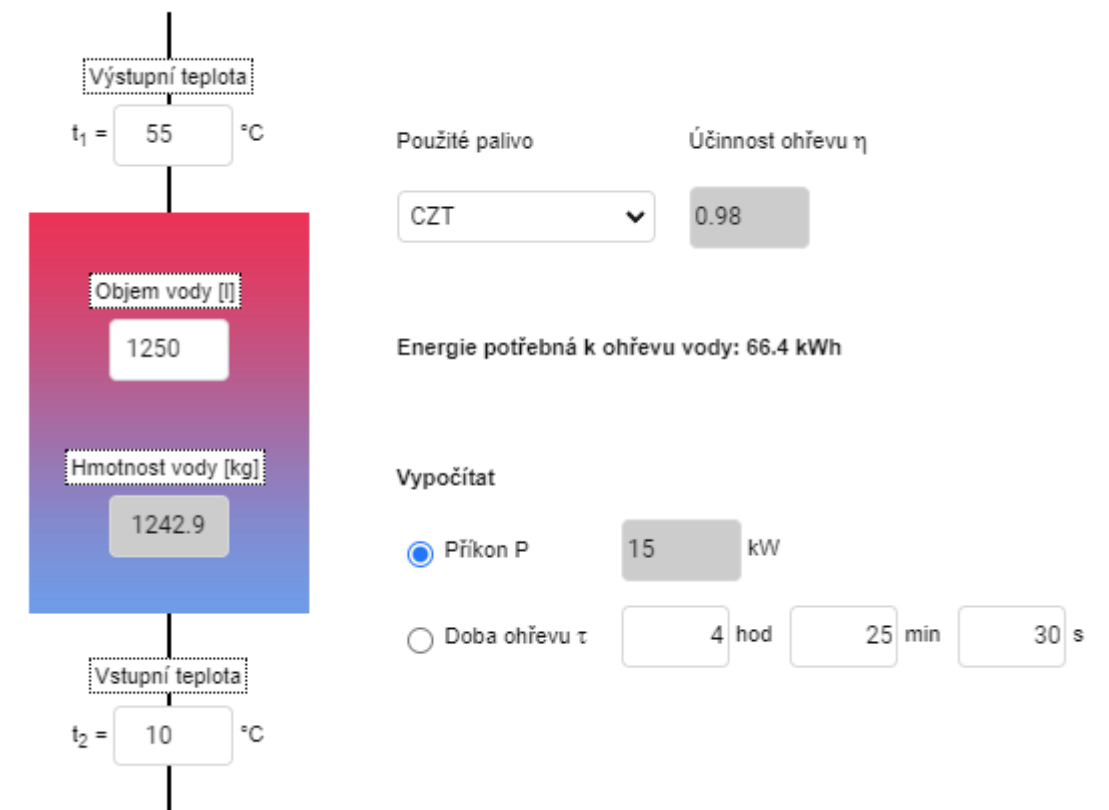 Výstupní teplota
t₁ = 55 °C
Použité palivo
Účinnost ohřevu η
CZT
0.98
Objem vody [l]
1250
Energie potřebná k ohřevu vody: 66.4 kWh
Hmotnost vody [kg]
1242.9
Vypočítat
Příkon P 15 kW
Doba ohřevu τ 4 hod 25 min 30 s
Vstupní teplota
t₂ = 10 °C